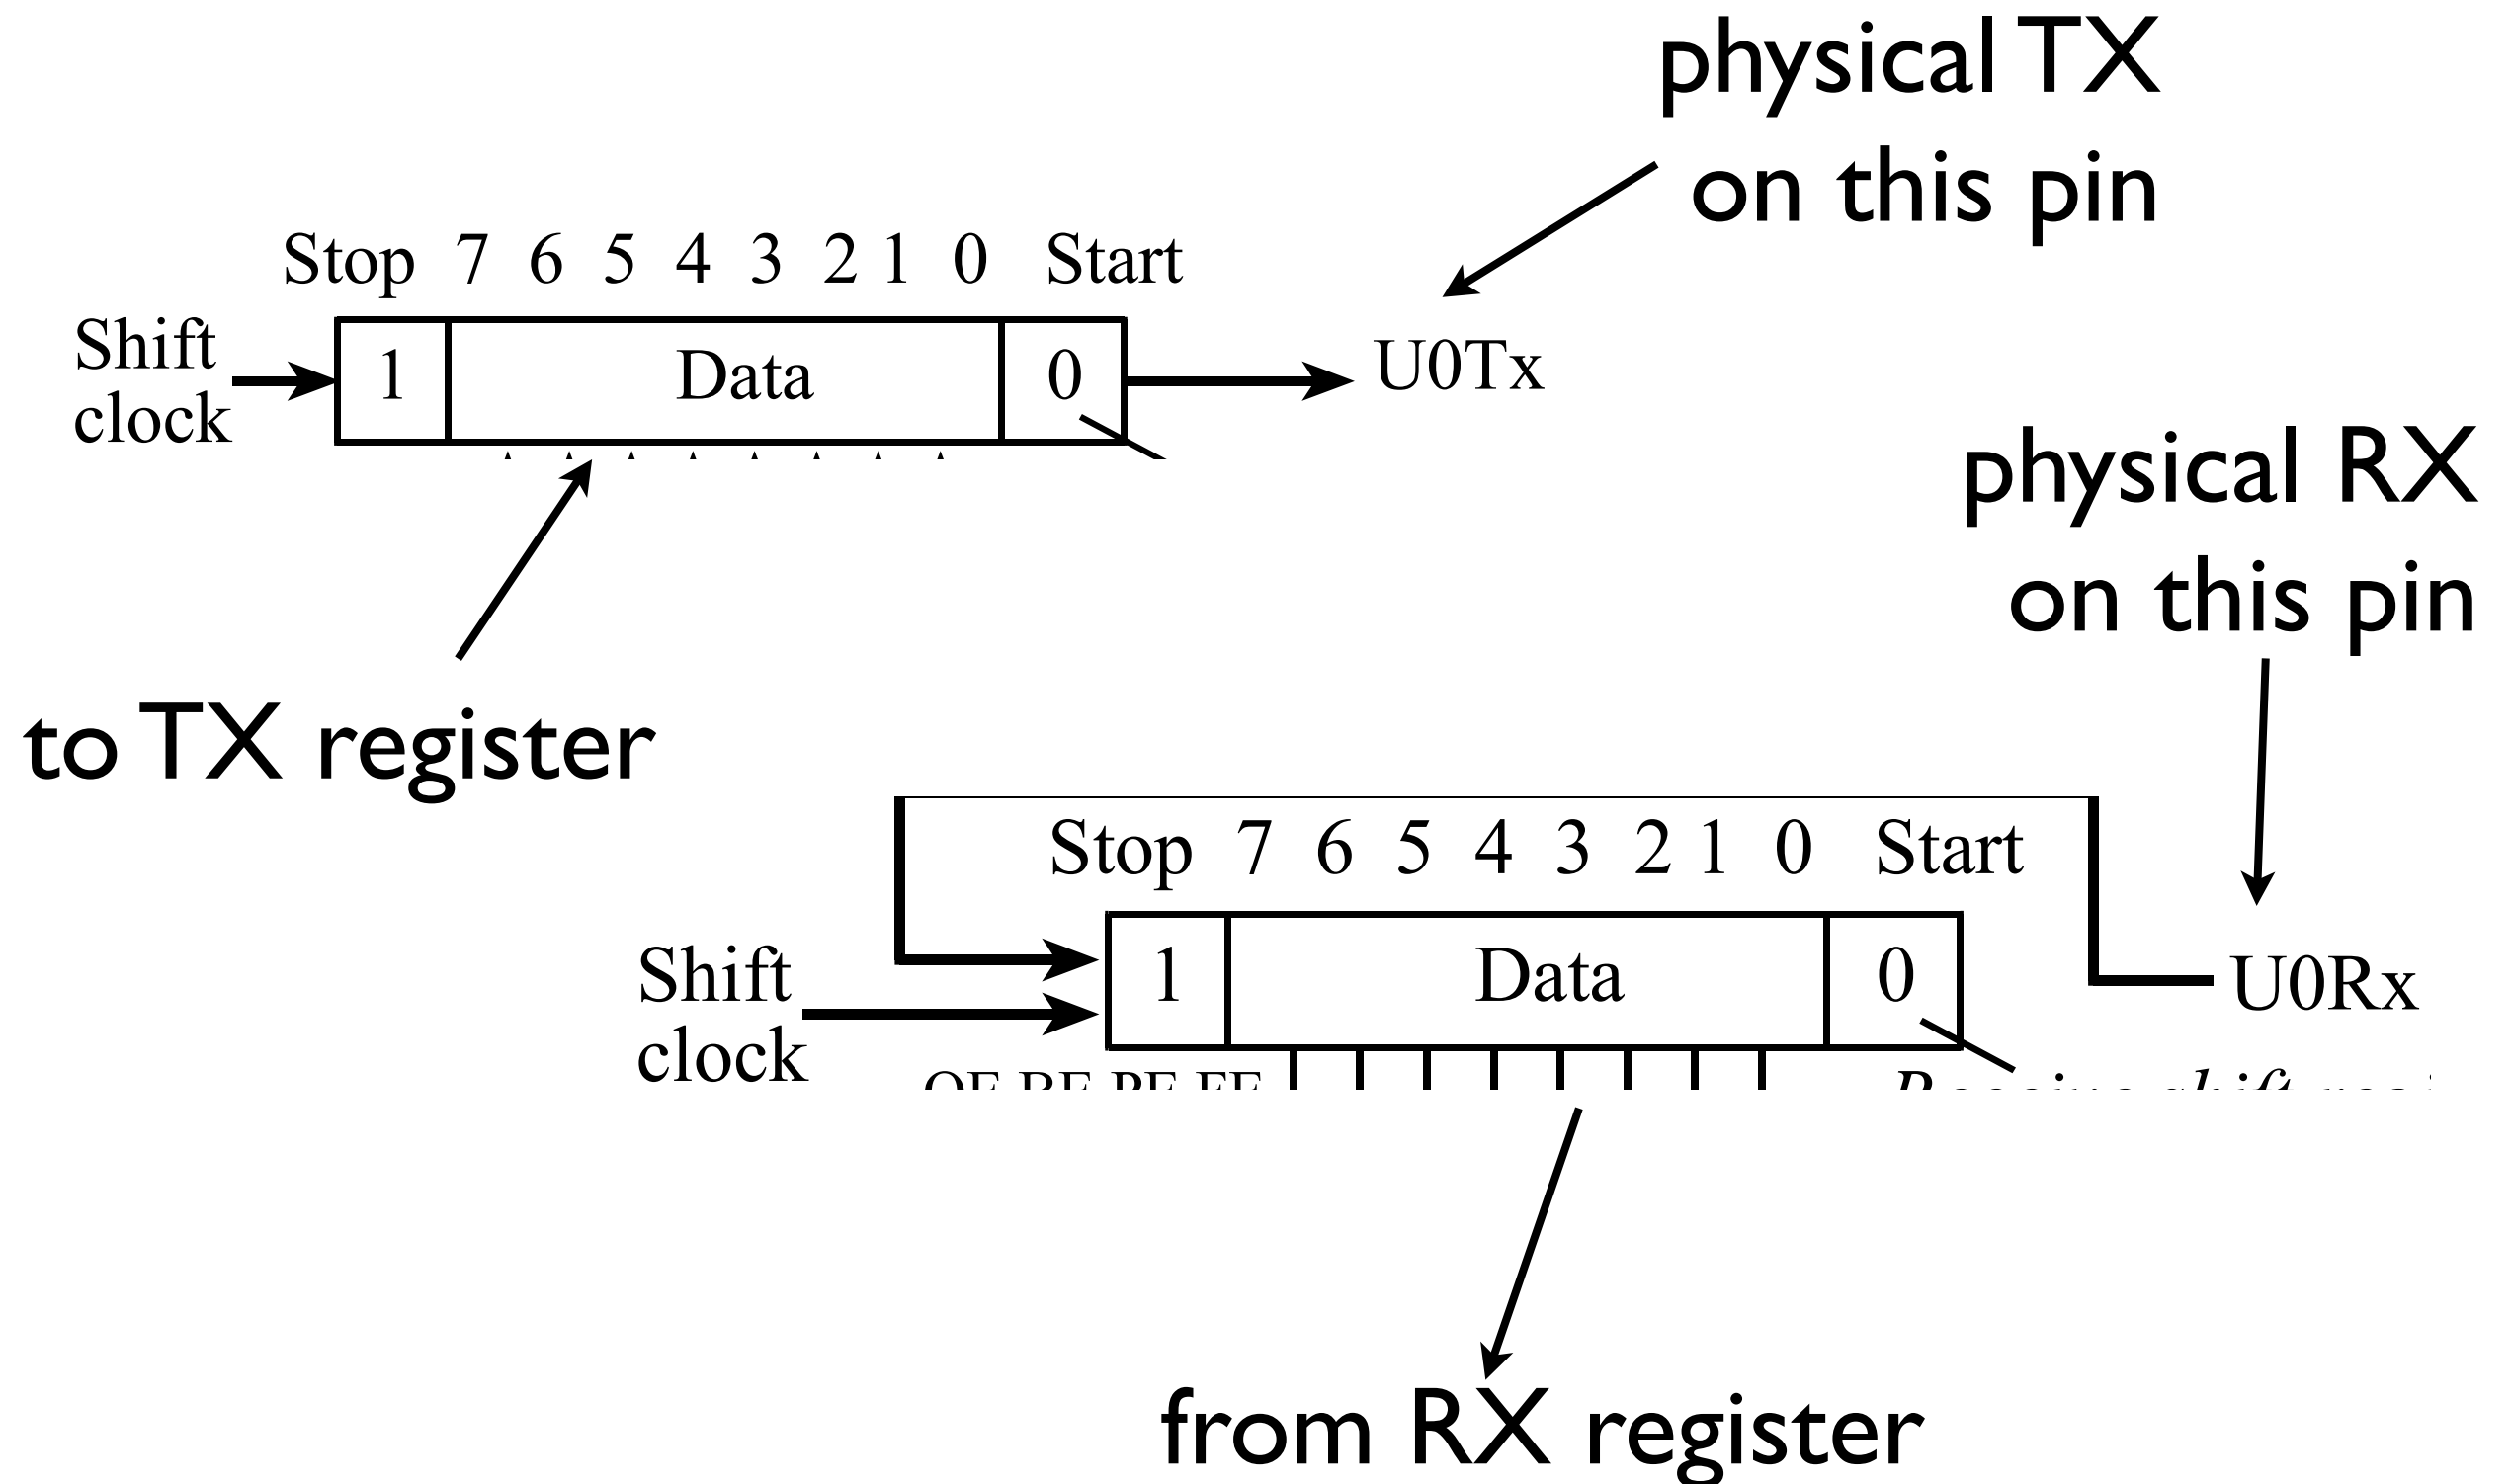 physical TX
on this pin
Stop 7 6 5 4 3 2 1 0 Start
Shift
clock
1 Data 0
U0Tx
physical RX
on this pin
to TX register
Stop 7 6 5 4 3 2 1 0 Start
Shift
clock
1 Data 0
U0Rx
from RX register